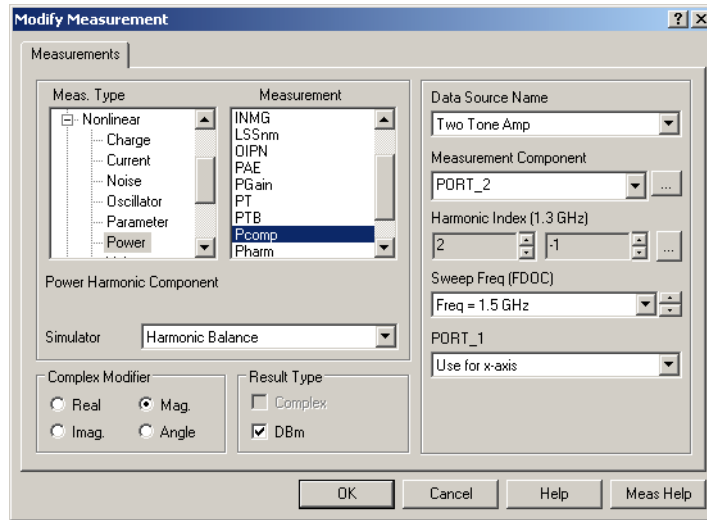 Modify Measurement
Measurements
Meas. Type
Measurement
Nonlinear
Charge
Current
Noise
Oscillator
Parameter
Power
INMG
LSSnm
OIPN
PAE
PGain
PT
PTB
Pcomp
Pharm
Power Harmonic Component
Simulator
Harmonic Balance
Complex Modifier
Real
Mag.
Imag.
Angle
Result Type
Complex
DBm
Data Source Name
Two Tone Amp
Measurement Component
PORT_2
...
Harmonic Index (1.3 GHz)
2
-1
...
Sweep Freq (FDOC)
Freq = 1.5 GHz
PORT_1
Use for x-axis
OK
Cancel
Help
Meas Help